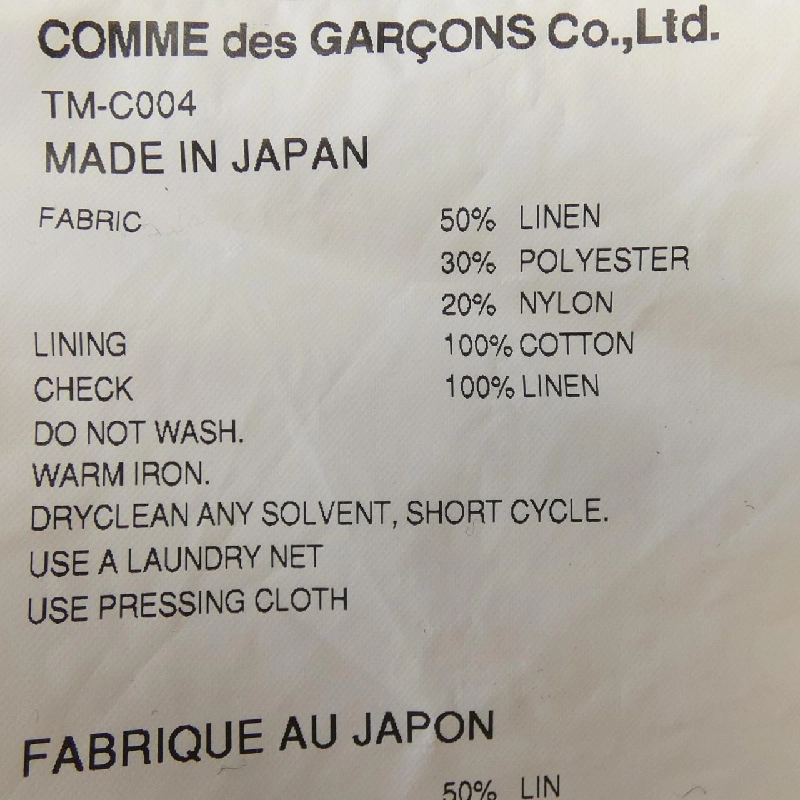 COMME des GARÇONS Co.,Ltd.
TM-C004
MADE IN JAPAN
FABRIC 50% LINEN
30% POLYESTER
20% NYLON
LINING 100% COTTON
CHECK 100% LINEN
DO NOT WASH.
WARM IRON.
DRYCLEAN ANY SOLVENT, SHORT CYCLE.
USE A LAUNDRY NET
USE PRESSING CLOTH
FABRIQUE AU JAPON
50% LIN